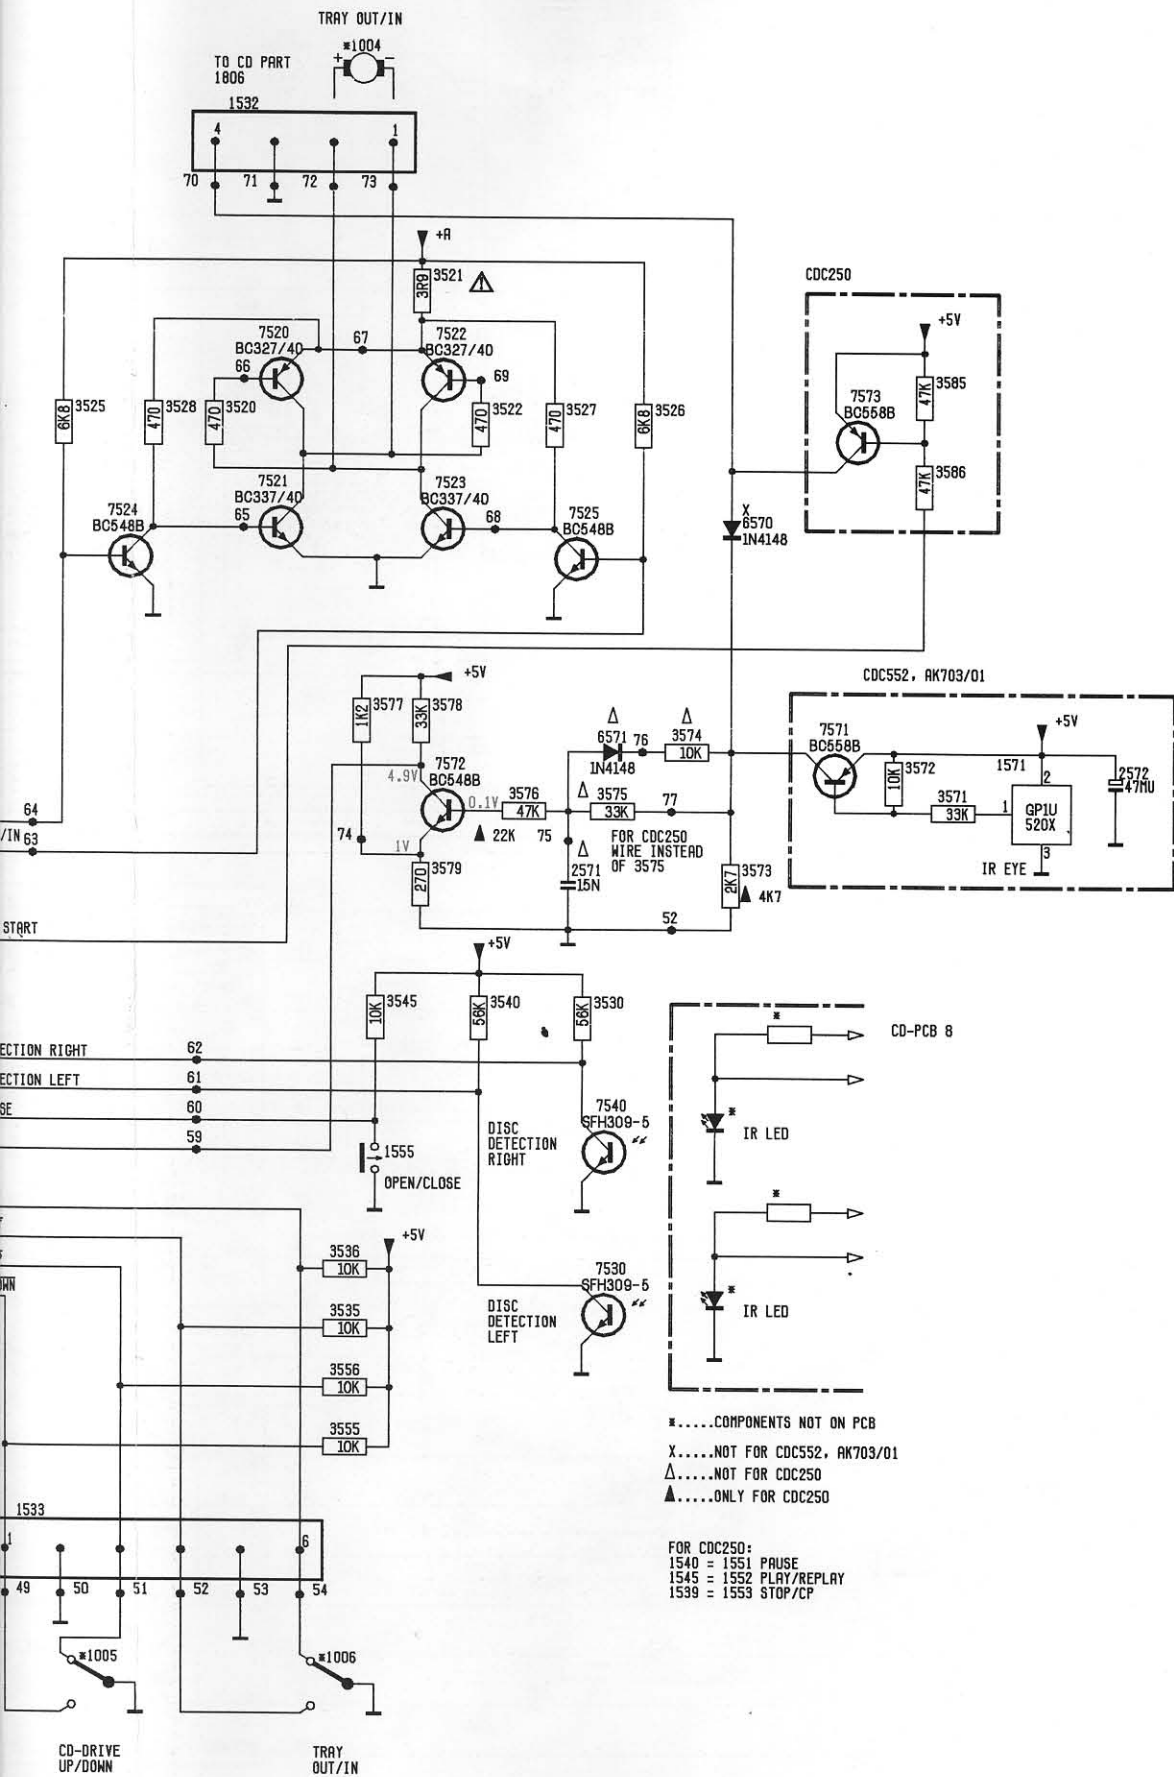 TRAY OUT/IN
*1004
+ -
TO CD PART
1806
1532
4 1
70 71 72 73
+A
3521
3R9
CDC250
+5V
7520
BC327/40
67
7522
BC327/40
66
69
3525
6K8
3528
470
3520
470
3522
470
3527
470
3526
6K8
7573
BC558B
3585
47K
3586
47K
7521
BC337/40
7523
BC337/40
7524
BC548B
65
68
7525
BC548B
X
6570
1N4148
+5V
CDC552, AK703/01
3577
1K2
3578
33K
7572
BC548B
4.9V
0.1V
1V
6571
1N4148
76
3574
10K
7571
BC558B
3572
10K
+5V
1571
2
2572
47MU
3576
47K
22K
75
3575
33K
77
FOR CDC250
WIRE INSTEAD
OF 3575
3571
33K
1
GP1U
520X
3
IR EYE
64
/IN 63
74
3579
270
2571
15N
3573
2K7
4K7
52
START
+5V
3545
10K
3540
56K
3530
56K
*
CD-PCB 8
ECTION RIGHT
62
ECTION LEFT
61
SE
60
59
7540
SFH309-5
DISC
DETECTION
RIGHT
*
IR LED
1555
OPEN/CLOSE
*
+5V
3536
10K
7530
SFH309-5
*
IR LED
OWN
3535
10K
DISC
DETECTION
LEFT
3556
10K
3555
10K
*.....COMPONENTS NOT ON PCB
X.....NOT FOR CDC552, AK703/01
△.....NOT FOR CDC250
▲.....ONLY FOR CDC250
1533
1 6
49 50 51 52 53 54
FOR CDC250:
1540 = 1551 PAUSE
1545 = 1552 PLAY/REPLAY
1539 = 1553 STOP/CP
*1005
*1006
CD-DRIVE
UP/DOWN
TRAY
OUT/IN